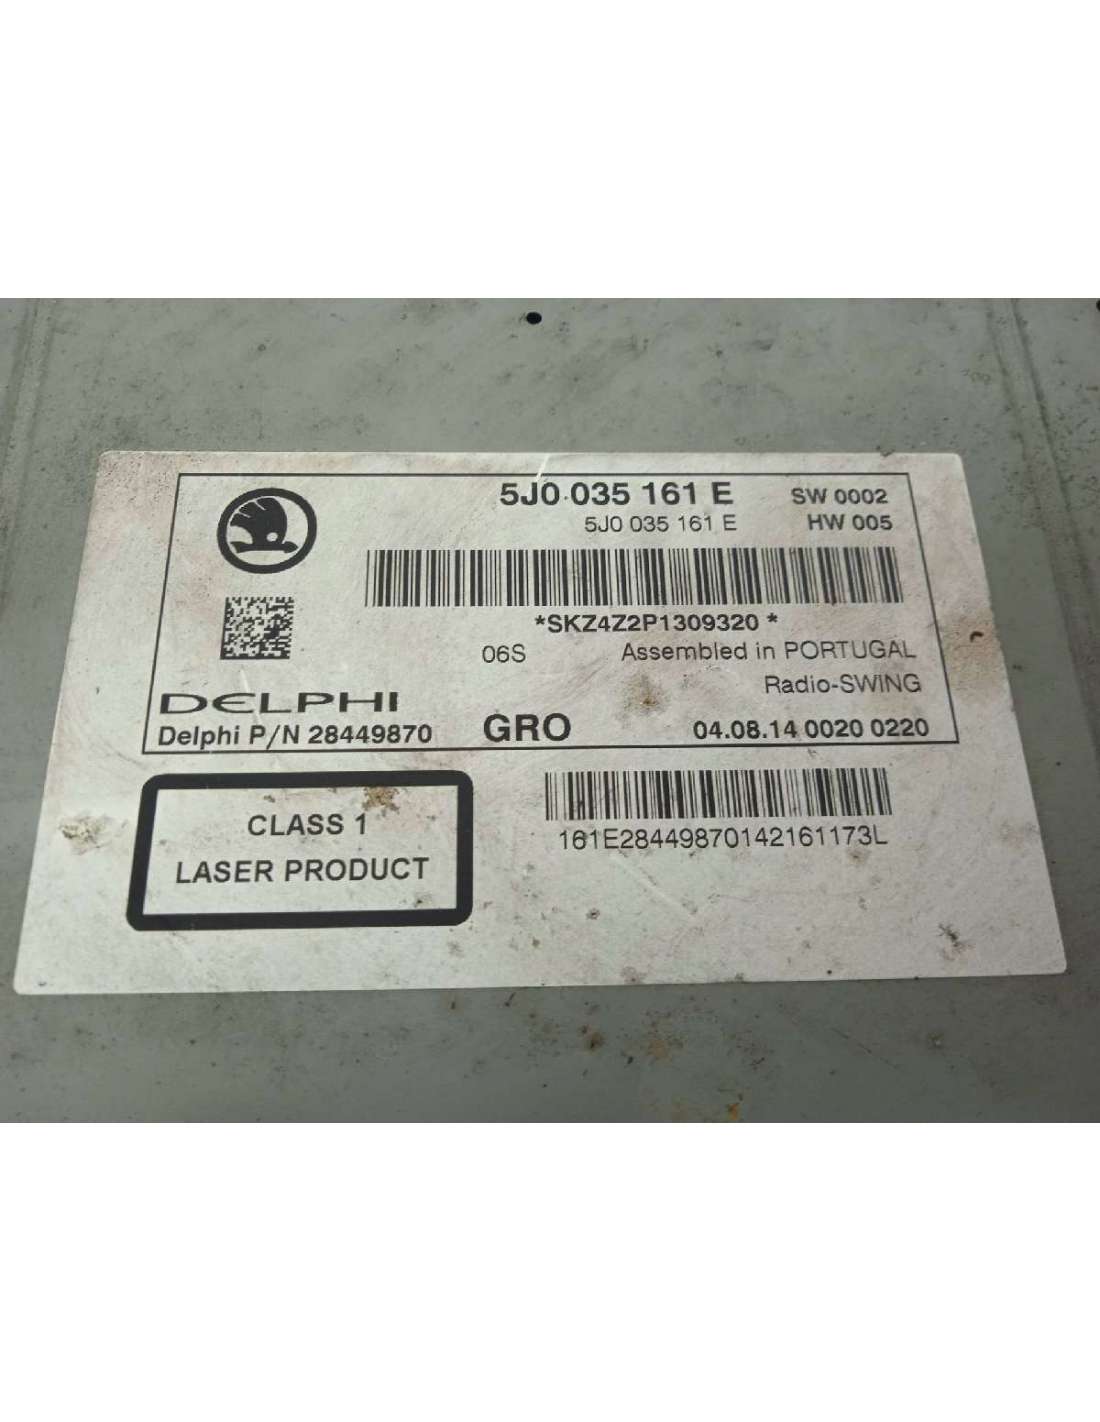 5J0 035 161 E SW 0002
5J0 035 161 E HW 005
*SKZ4Z2P1309320*
06S Assembled in PORTUGAL
Radio-SWING
DELPHI
Delphi P/N 28449870 GRO 04.08.14 0020 0220
CLASS 1
LASER PRODUCT
161E28449870142161173L